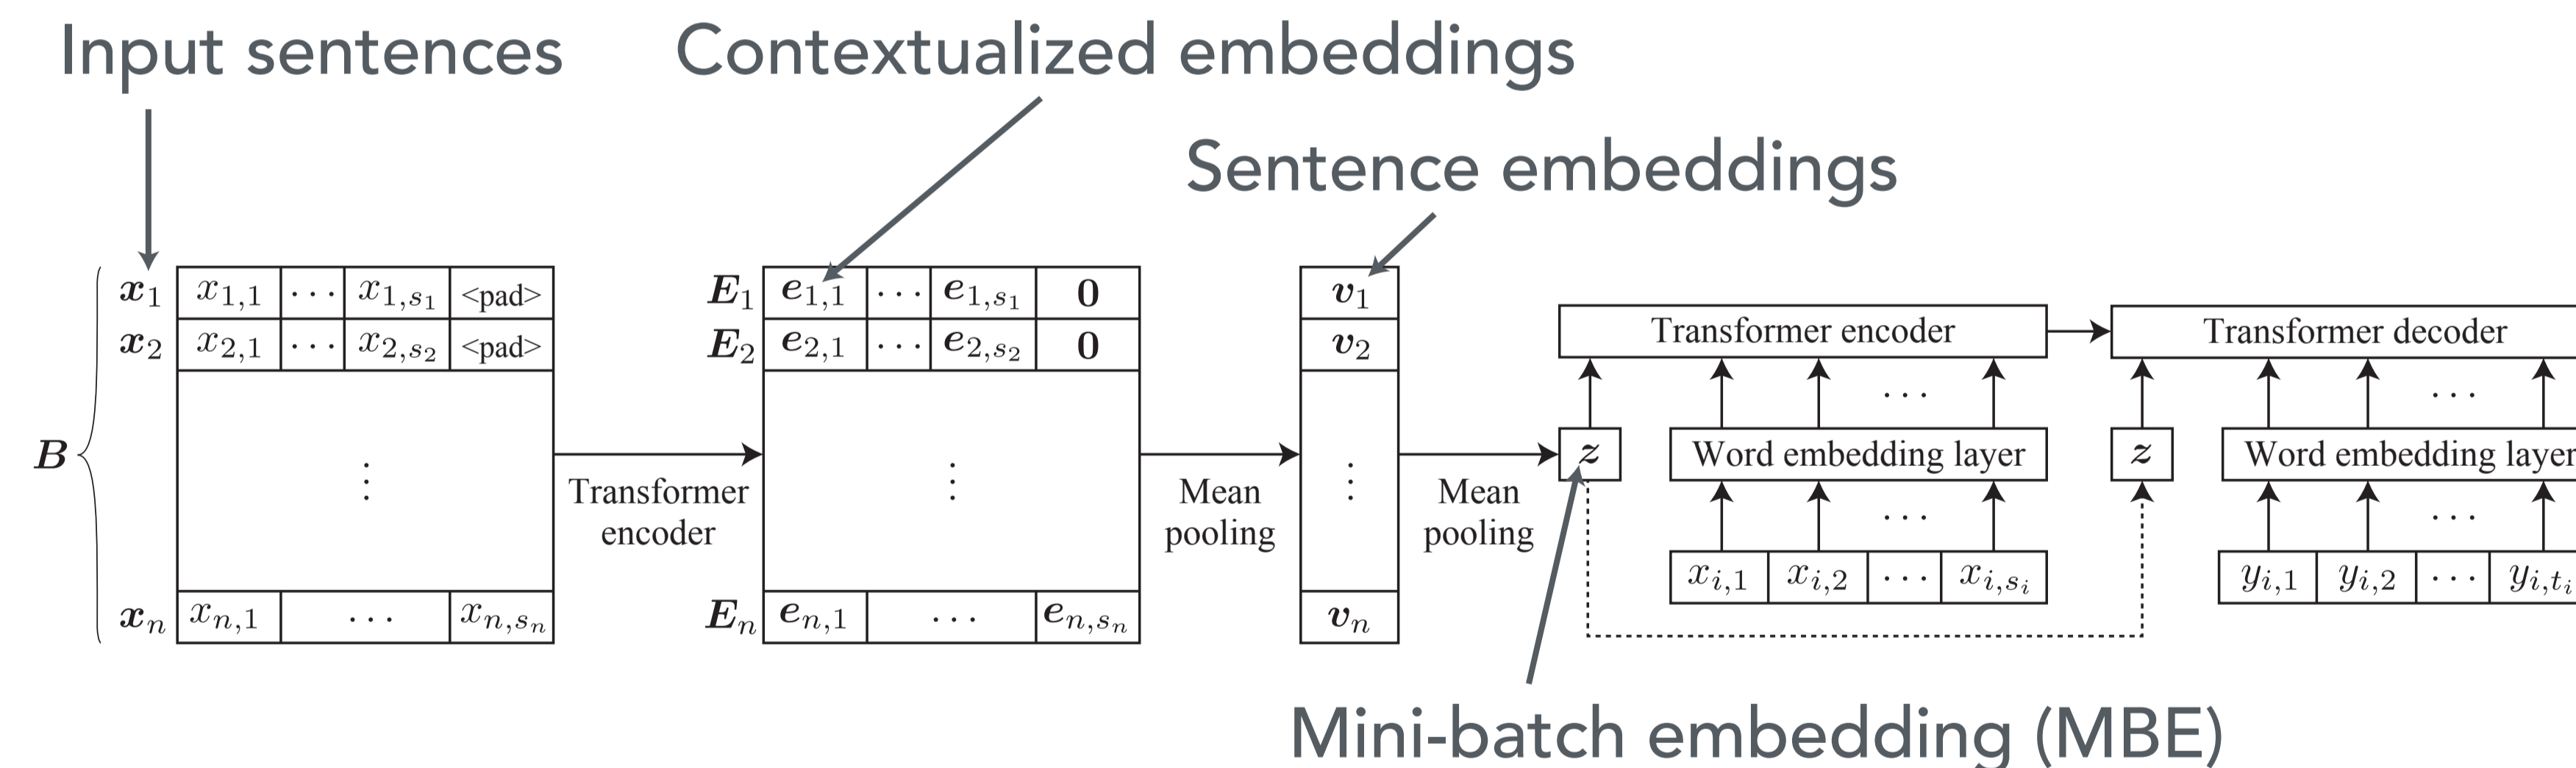 Input sentences
Contextualized embeddings
Sentence embeddings
B
x₁ x₁,₁ ... x₁,s₁ <pad>
x₂ x₂,₁ ... x₂,s₂ <pad>
⋮
xₙ xₙ,₁ ... xₙ,sₙ
Transformer
encoder
E₁ e₁,₁ ... e₁,s₁ 0
E₂ e₂,₁ ... e₂,s₂ 0
⋮
Eₙ eₙ,₁ ... eₙ,sₙ
Mean
pooling
v₁
v₂
⋮
vₙ
Mean
pooling
Transformer encoder
...
z Word embedding layer
...
xᵢ,₁ xᵢ,₂ ... xᵢ,sᵢ
Transformer decoder
...
z Word embedding layer
...
yᵢ,₁ yᵢ,₂ ... yᵢ,tᵢ
Mini-batch embedding (MBE)